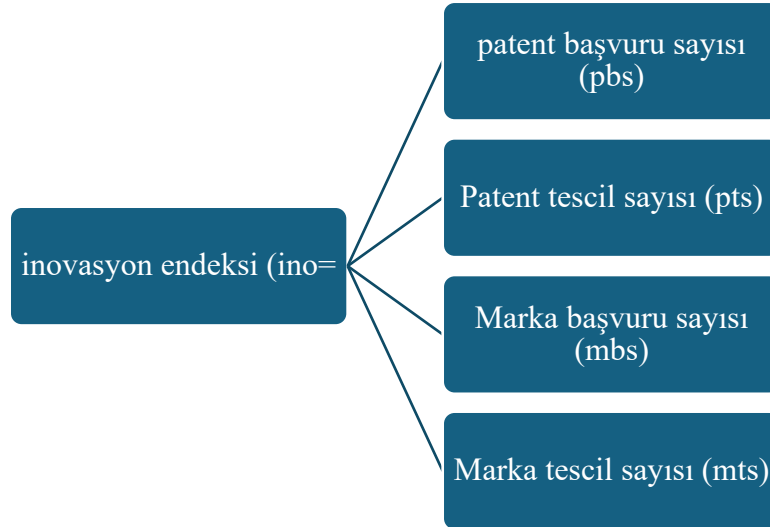 patent başvuru sayısı
(pbs)
Patent tescil sayısı (pts)
inovasyon endeksi (ino=
Marka başvuru sayısı
(mbs)
Marka tescil sayısı (mts)